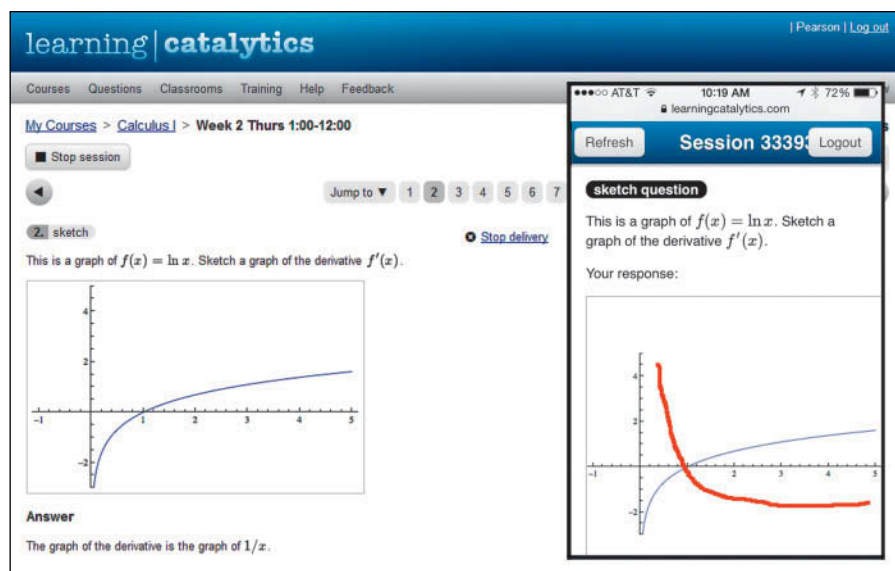 learning | catalytics
| Pearson | Log out
Courses Questions Classrooms Training Help Feedback
My Courses > Calculus I > Week 2 Thurs 1:00-12:00
Stop session
Jump to ▼ 1 2 3 4 5 6 7
2. sketch
Stop delivery
This is a graph of f(x) = ln x. Sketch a graph of the derivative f′(x).
4
2
-1 1 2 3 4 5
-2
Answer
The graph of the derivative is the graph of 1/x.
AT&T 10:19 AM 72%
learningcatalytics.com
Refresh Session 33393 Logout
sketch question
This is a graph of f(x) = ln x. Sketch a
graph of the derivative f′(x).
Your response:
4
2
-1 1 2 3 4 5
-2